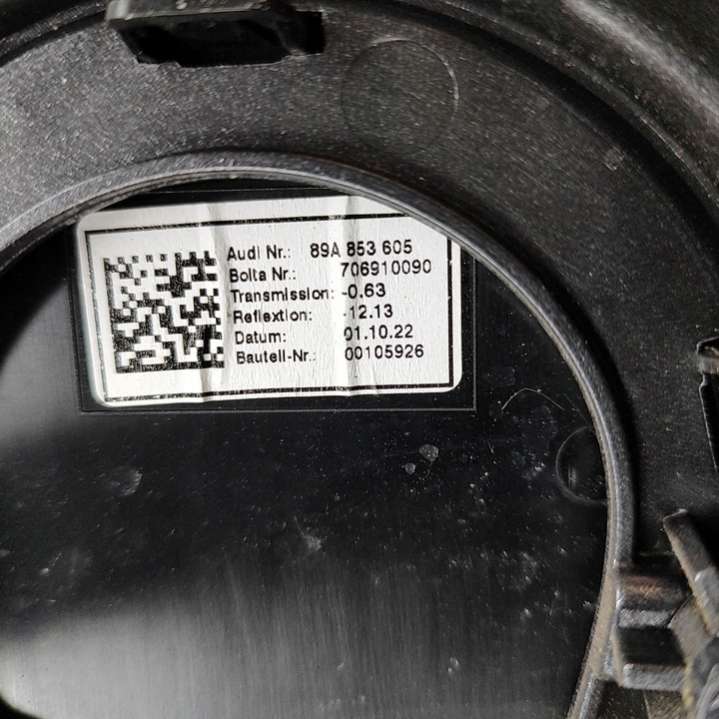 Audi Nr.: 89A 853 605
Bolta Nr.: 706910090
Transmission: -0.63
Reflextion: -12.13
Datum: 01.10.22
Bauteil-Nr.: 00105926